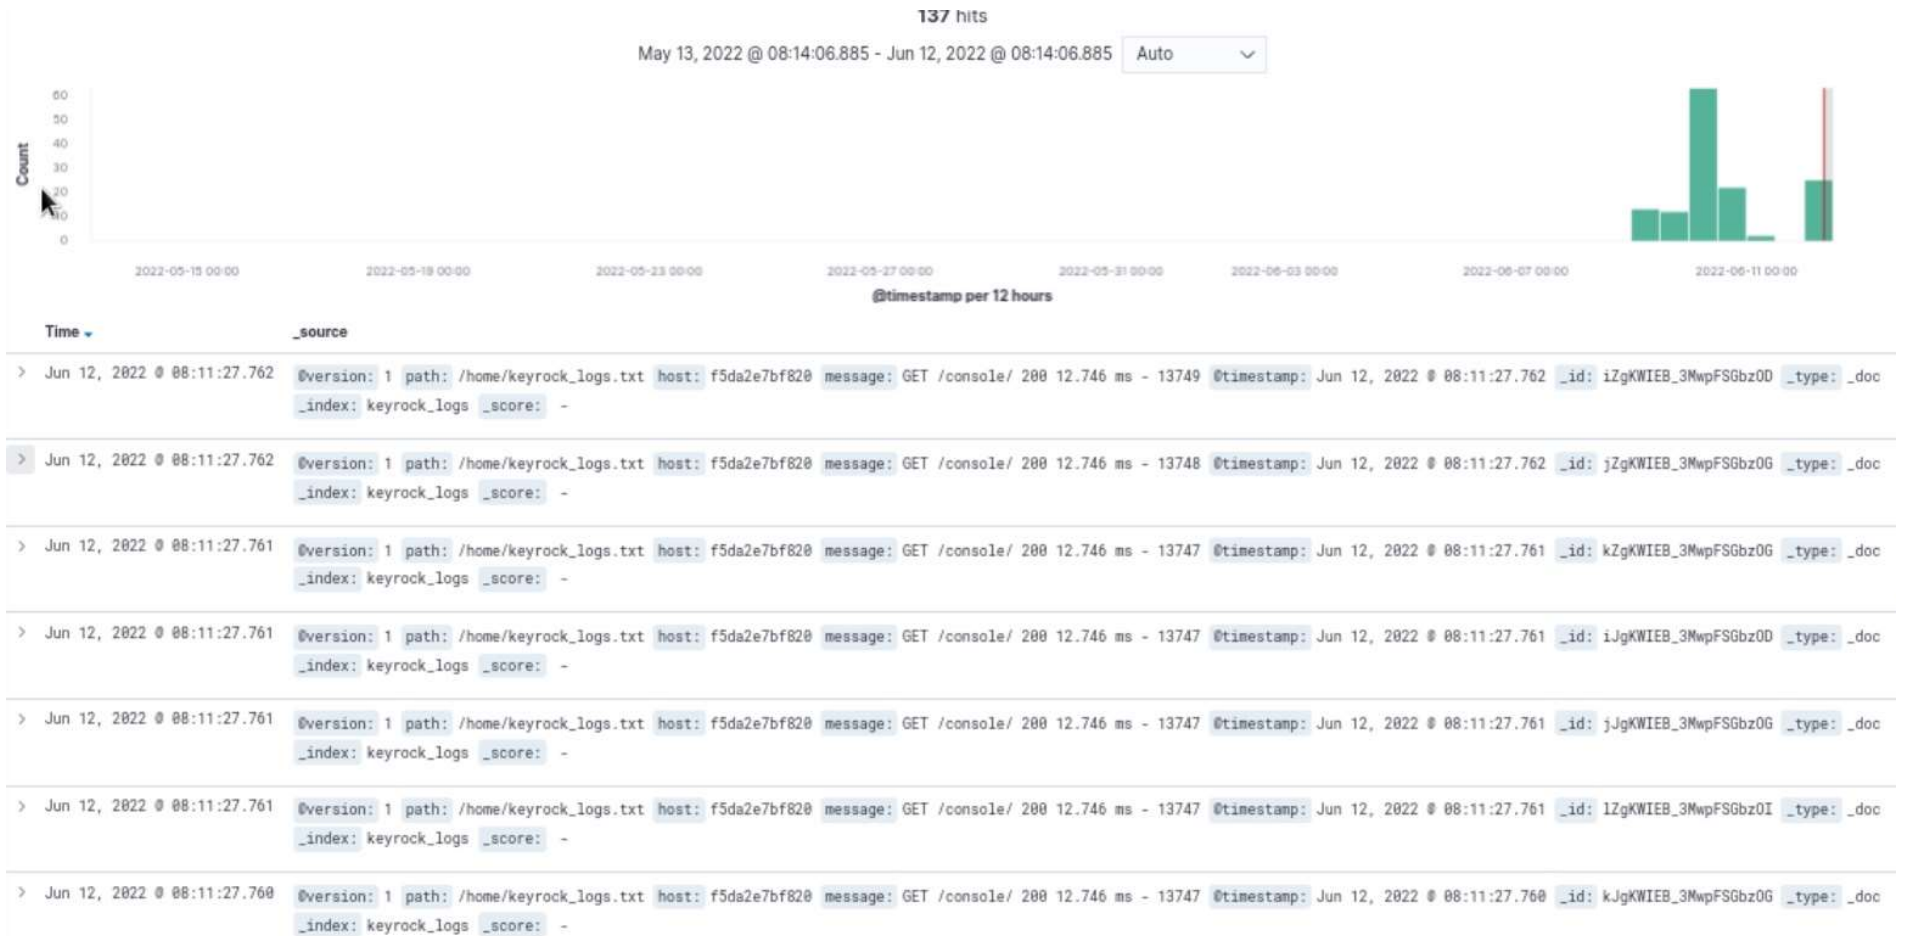 137 hits
May 13, 2022 @ 08:14:06.885 - Jun 12, 2022 @ 08:14:06.885 Auto
60
50
40
30
20
0
Count
2022-05-15 00:00 2022-05-19 00:00 2022-05-23 00:00 2022-05-27 00:00 2022-05-31 00:00 2022-06-03 00:00 2022-06-07 00:00 2022-06-11 00:00
@timestamp per 12 hours
Time _source
Jun 12, 2022 @ 08:11:27.762 @version: 1 path: /home/keyrock_logs.txt host: f5da2e7bf820 message: GET /console/ 200 12.746 ms - 13749 @timestamp: Jun 12, 2022 @ 08:11:27.762 _id: iZgKWIEB_3MwpFSGbzOD _type: _doc
_index: keyrock_logs _score: -
Jun 12, 2022 @ 08:11:27.762 @version: 1 path: /home/keyrock_logs.txt host: f5da2e7bf820 message: GET /console/ 200 12.746 ms - 13748 @timestamp: Jun 12, 2022 @ 08:11:27.762 _id: jZgKWIEB_3MwpFSGbzOG _type: _doc
_index: keyrock_logs _score: -
Jun 12, 2022 @ 08:11:27.761 @version: 1 path: /home/keyrock_logs.txt host: f5da2e7bf820 message: GET /console/ 200 12.746 ms - 13747 @timestamp: Jun 12, 2022 @ 08:11:27.761 _id: kZgKWIEB_3MwpFSGbzOG _type: _doc
_index: keyrock_logs _score: -
Jun 12, 2022 @ 08:11:27.761 @version: 1 path: /home/keyrock_logs.txt host: f5da2e7bf820 message: GET /console/ 200 12.746 ms - 13747 @timestamp: Jun 12, 2022 @ 08:11:27.761 _id: iJgKWIEB_3MwpFSGbzOD _type: _doc
_index: keyrock_logs _score: -
Jun 12, 2022 @ 08:11:27.761 @version: 1 path: /home/keyrock_logs.txt host: f5da2e7bf820 message: GET /console/ 200 12.746 ms - 13747 @timestamp: Jun 12, 2022 @ 08:11:27.761 _id: jJgKWIEB_3MwpFSGbzOG _type: _doc
_index: keyrock_logs _score: -
Jun 12, 2022 @ 08:11:27.761 @version: 1 path: /home/keyrock_logs.txt host: f5da2e7bf820 message: GET /console/ 200 12.746 ms - 13747 @timestamp: Jun 12, 2022 @ 08:11:27.761 _id: lZgKWIEB_3MwpFSGbzOI _type: _doc
_index: keyrock_logs _score: -
Jun 12, 2022 @ 08:11:27.760 @version: 1 path: /home/keyrock_logs.txt host: f5da2e7bf820 message: GET /console/ 200 12.746 ms - 13747 @timestamp: Jun 12, 2022 @ 08:11:27.760 _id: kJgKWIEB_3MwpFSGbzOG _type: _doc
_index: keyrock_logs _score: -